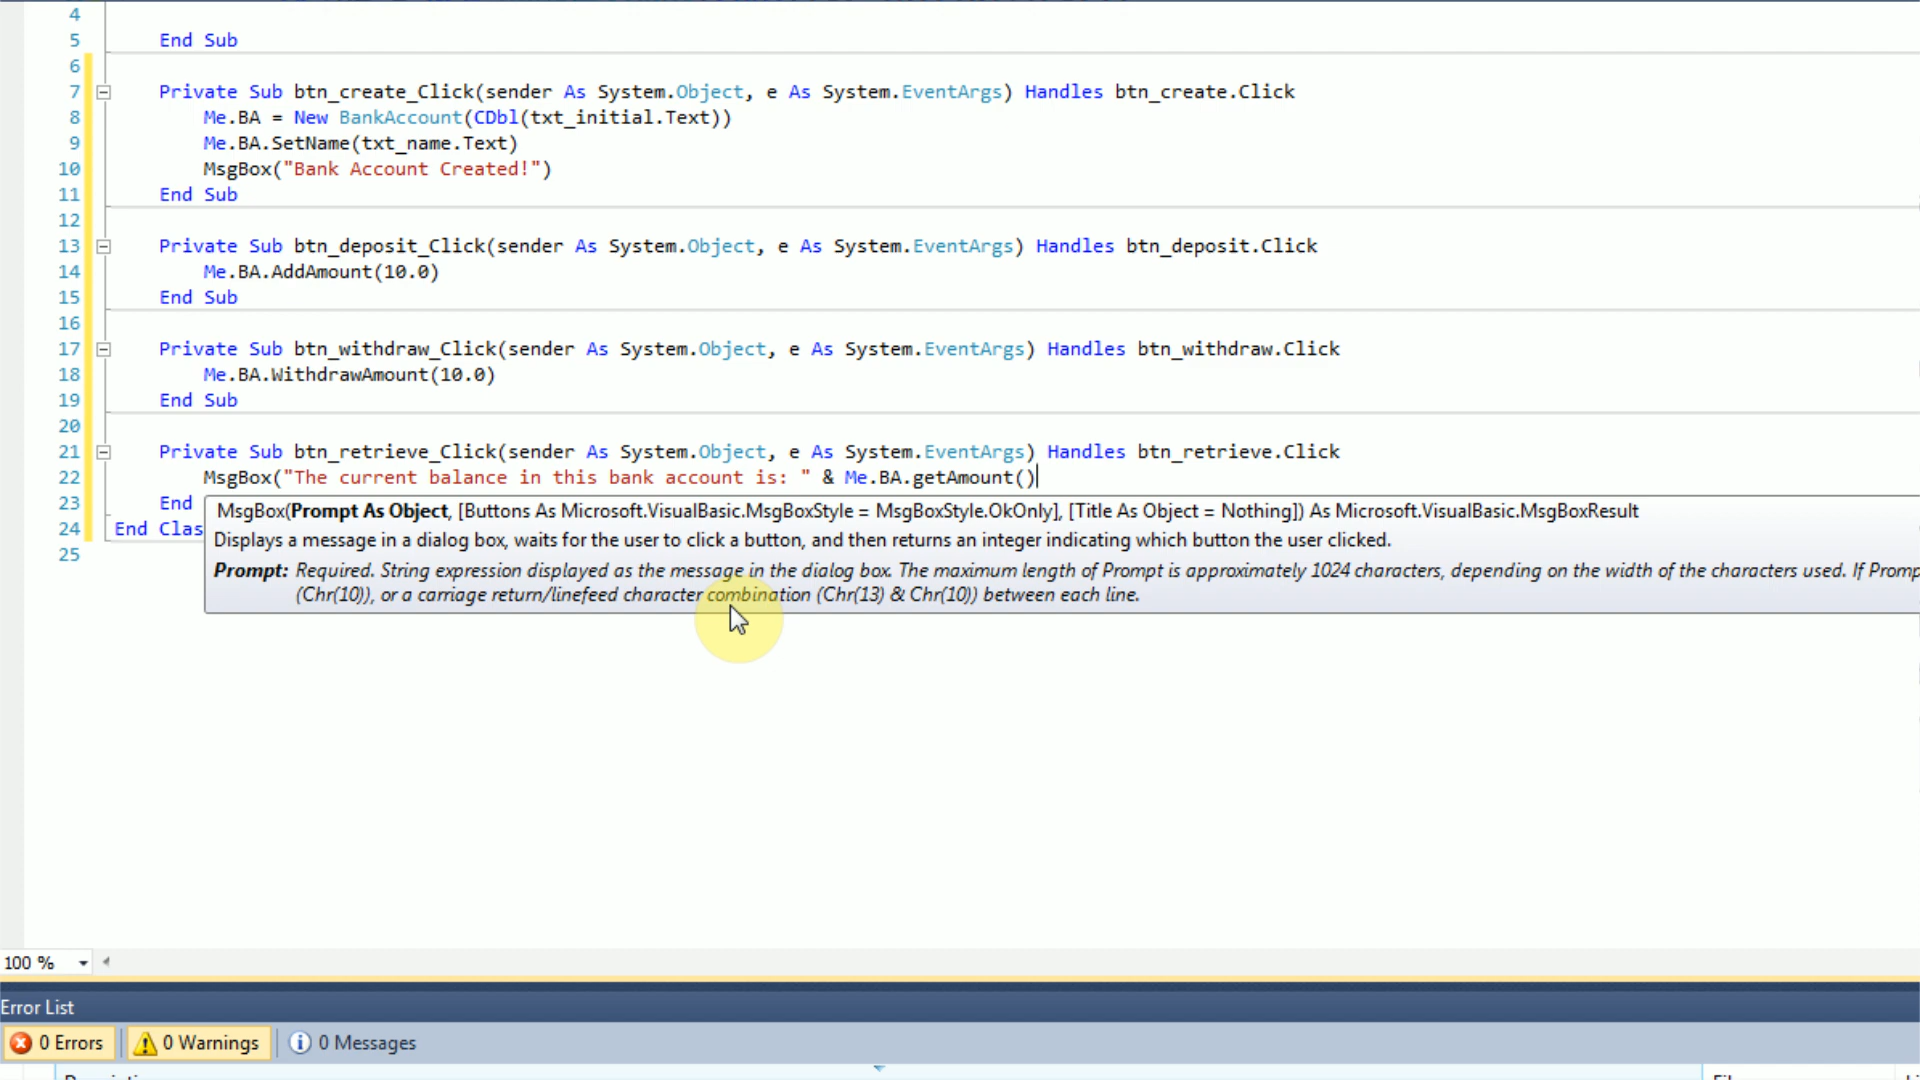 4
5 End Sub
6
7 Private Sub btn_create_Click(sender As System.Object, e As System.EventArgs) Handles btn_create.Click
8 Me.BA = New BankAccount(CDbl(txt_initial.Text))
9 Me.BA.SetName(txt_name.Text)
10 MsgBox("Bank Account Created!")
11 End Sub
12
13 Private Sub btn_deposit_Click(sender As System.Object, e As System.EventArgs) Handles btn_deposit.Click
14 Me.BA.AddAmount(10.0)
15 End Sub
16
17 Private Sub btn_withdraw_Click(sender As System.Object, e As System.EventArgs) Handles btn_withdraw.Click
18 Me.BA.WithdrawAmount(10.0)
19 End Sub
20
21 Private Sub btn_retrieve_Click(sender As System.Object, e As System.EventArgs) Handles btn_retrieve.Click
22 MsgBox("The current balance in this bank account is: " & Me.BA.getAmount()
23 End
MsgBox(Prompt As Object, [Buttons As Microsoft.VisualBasic.MsgBoxStyle = MsgBoxStyle.OkOnly], [Title As Object = Nothing]) As Microsoft.VisualBasic.MsgBoxResult
24 End Clas
Displays a message in a dialog box, waits for the user to click a button, and then returns an integer indicating which button the user clicked.
25
Prompt: Required. String expression displayed as the message in the dialog box. The maximum length of Prompt is approximately 1024 characters, depending on the width of the characters used. If Promp
(Chr(10)), or a carriage return/linefeed character combination (Chr(13) & Chr(10)) between each line.
100 %
Error List
0 Errors 0 Warnings 0 Messages